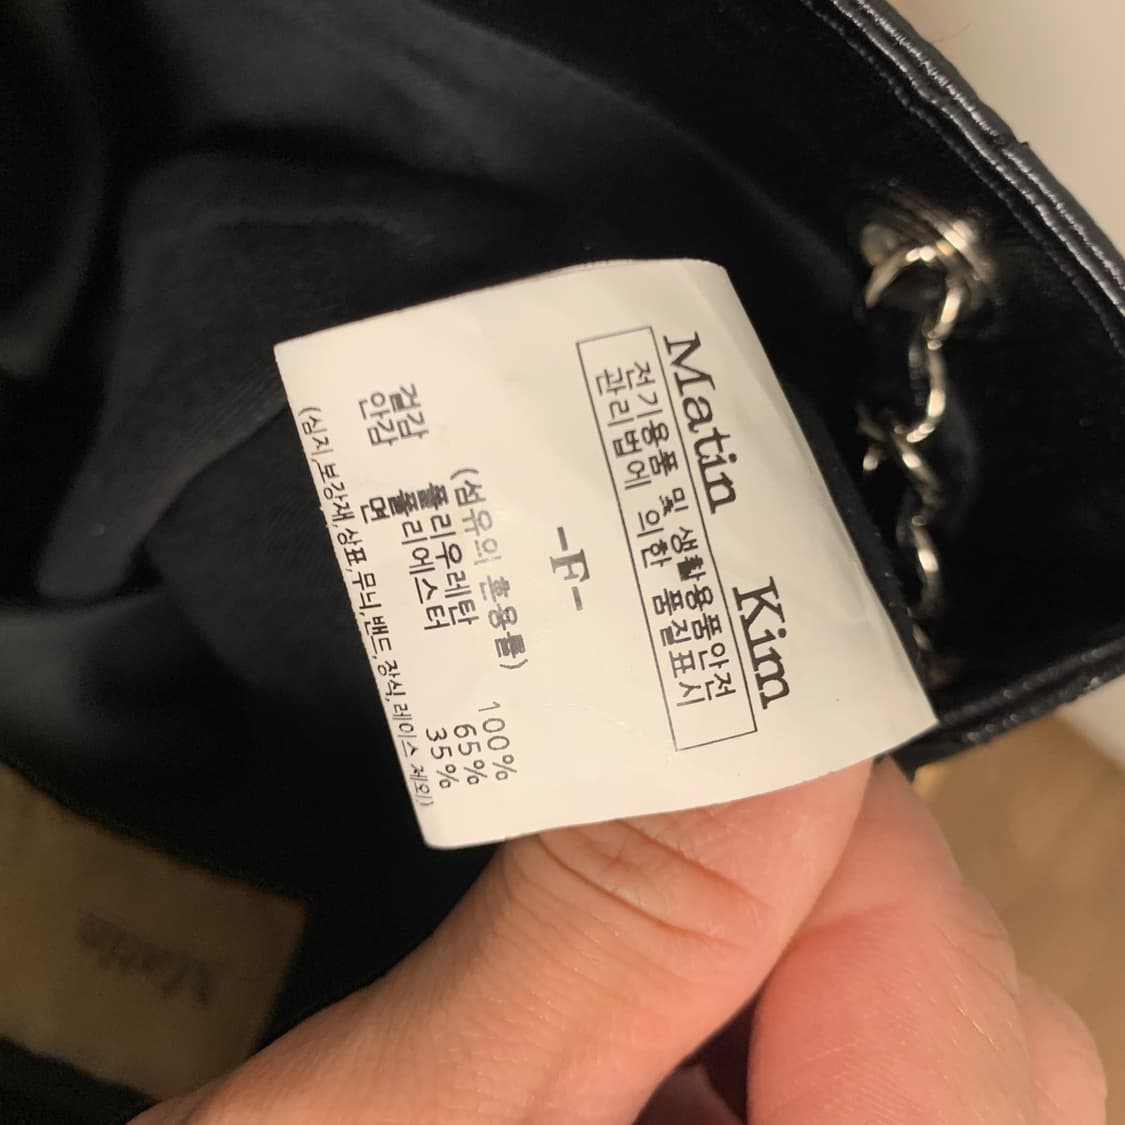 Matin Kim
전기용품 및 생활용품안전
관리법에 의한 품질표시
-F-
(섬유의 혼용률)
겉감 폴리우레탄 100%
안감 폴리에스터 65%
면 35%
(심지,보강재,상표,무늬,밴드,장식,레이스 제외)